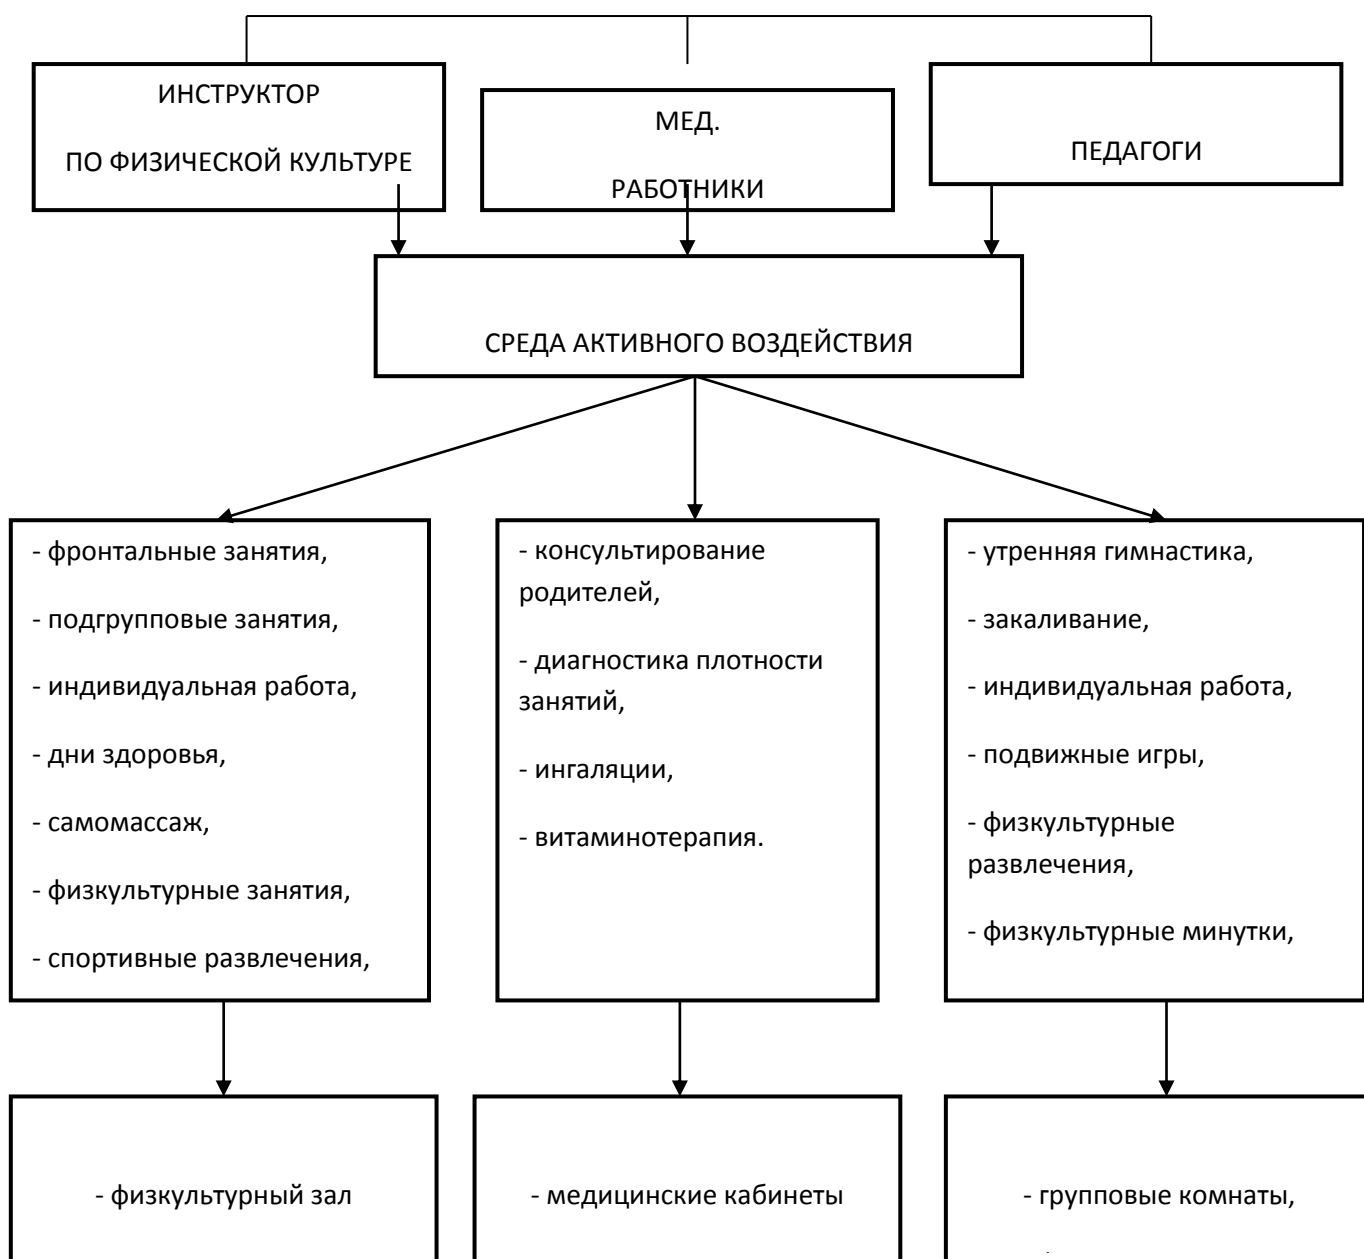 ИНСТРУКТОР
ПО ФИЗИЧЕСКОЙ КУЛЬТУРЕ
МЕД.
РАБОТНИКИ
ПЕДАГОГИ
СРЕДА АКТИВНОГО ВОЗДЕЙСТВИЯ
- фронтальные занятия,
- подгрупповые занятия,
- индивидуальная работа,
- дни здоровья,
- самомассаж,
- физкультурные занятия,
- спортивные развлечения,
- консультирование
родителей,
- диагностика плотности
занятий,
- ингаляции,
- витаминотерапия.
- утренняя гимнастика,
- закаливание,
- индивидуальная работа,
- подвижные игры,
- физкультурные
развлечения,
- физкультурные минутки,
- физкультурный зал
- медицинские кабинеты
- групповые комнаты,